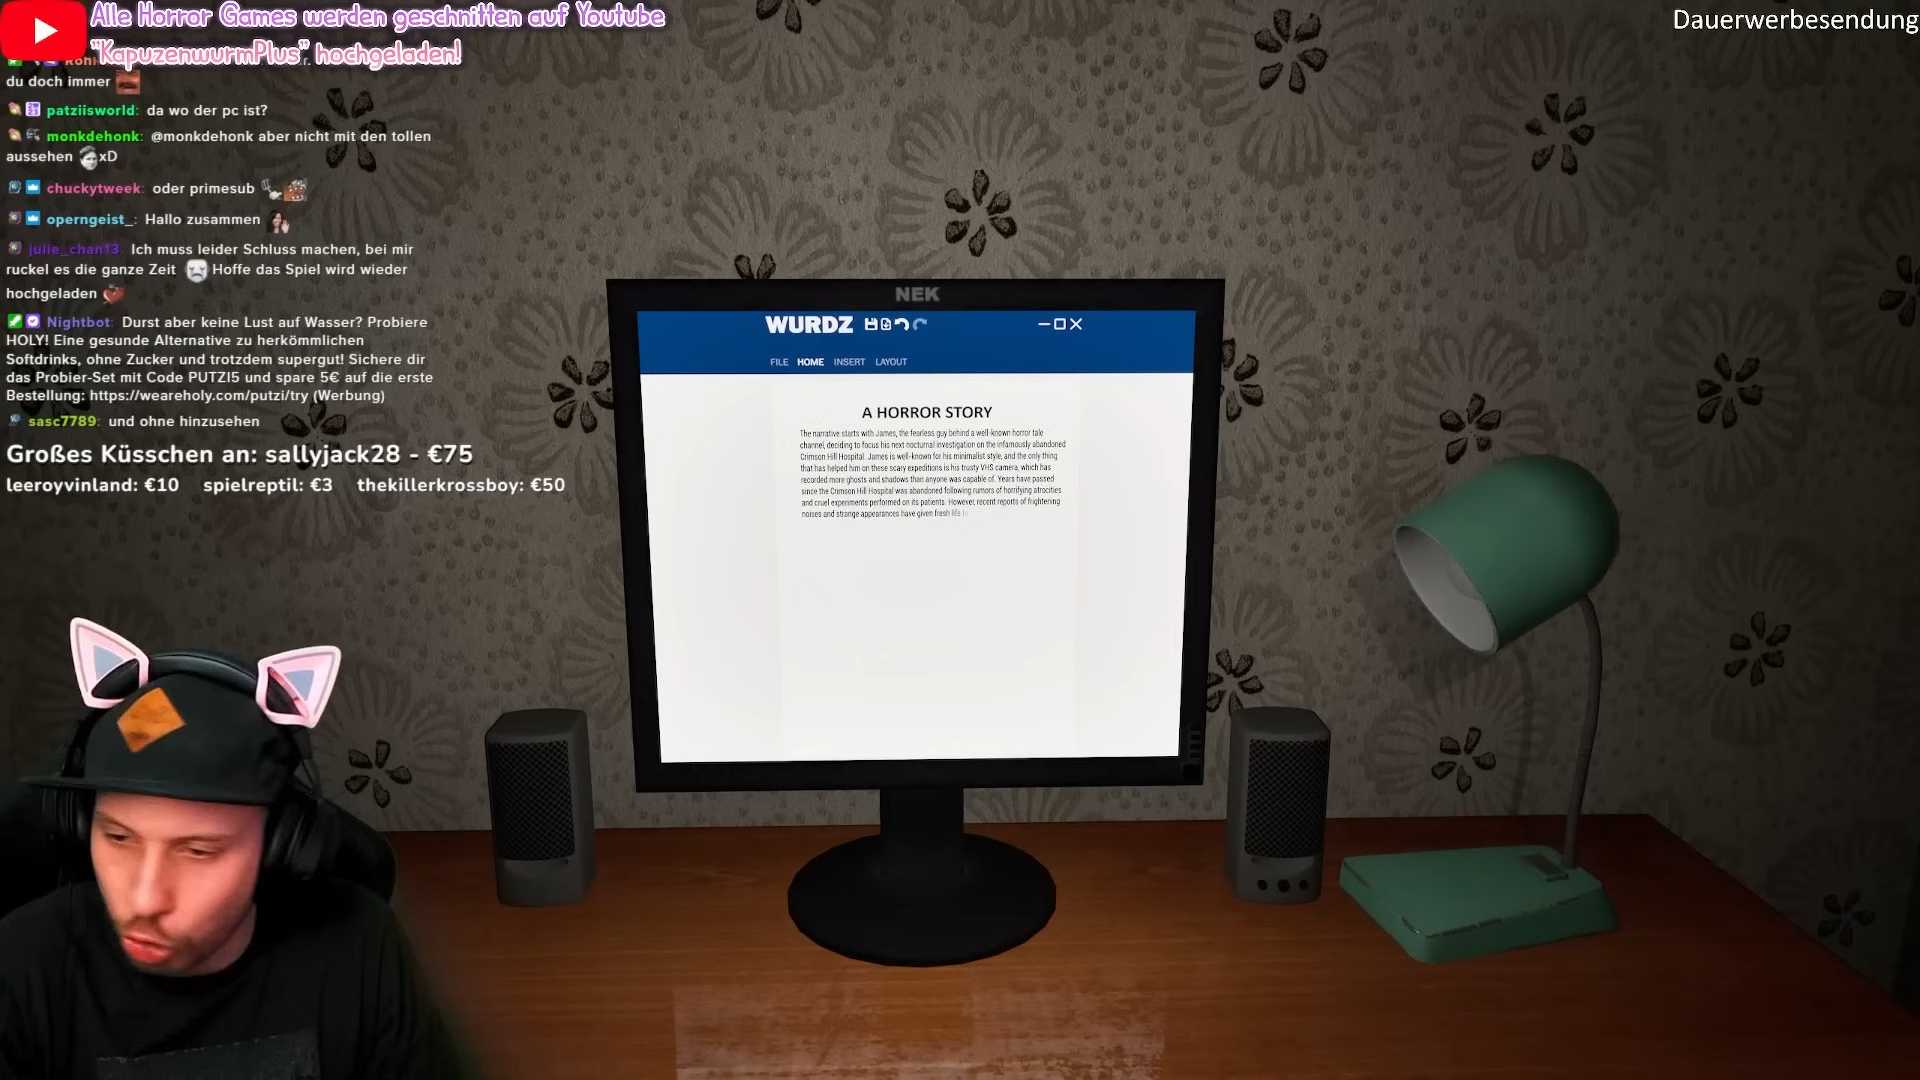 Alle Horror Games werden geschnitten auf Youtube
"KapuzenwurmPlus" hochgeladen!
Dauerwerbesendung
du doch immer
patziisworld: da wo der pc ist?
monkdehonk: @monkdehonk aber nicht mit den tollen
aussehen xD
chuckytweek: oder primesub
operngeist_: Hallo zusammen
julie_chan13: Ich muss leider Schluss machen, bei mir
ruckel es die ganze Zeit Hoffe das Spiel wird wieder
hochgeladen
Nightbot: Durst aber keine Lust auf Wasser? Probiere
HOLY! Eine gesunde Alternative zu herkömmlichen
Softdrinks, ohne Zucker und trotzdem supergut! Sichere dir
das Probier-Set mit Code PUTZI5 und spare 5€ auf die erste
Bestellung: https://weareholy.com/putzi/try (Werbung)
sasc7789: und ohne hinzusehen
Großes Küsschen an: sallyjack28 - €75
leeroyvinland: €10 spielreptil: €3 thekillerkrossboy: €50
NEK
WURDZ
FILE HOME INSERT LAYOUT
A HORROR STORY
The narrative starts with James, the fearless guy behind a well-known horror tale
channel, deciding to focus his next nocturnal investigation on the infamously abandoned
Crimson Hill Hospital. James is well-known for his minimalist style, and the only thing
that has helped him on these scary expeditions is his trusty VHS camera, which has
recorded more ghosts and shadows than anyone was capable of. Years have passed
since the Crimson Hill Hospital was abandoned following rumors of horrifying atrocities
and cruel experiments performed on its patients. However, recent reports of frightening
noises and strange appearances have given fresh life